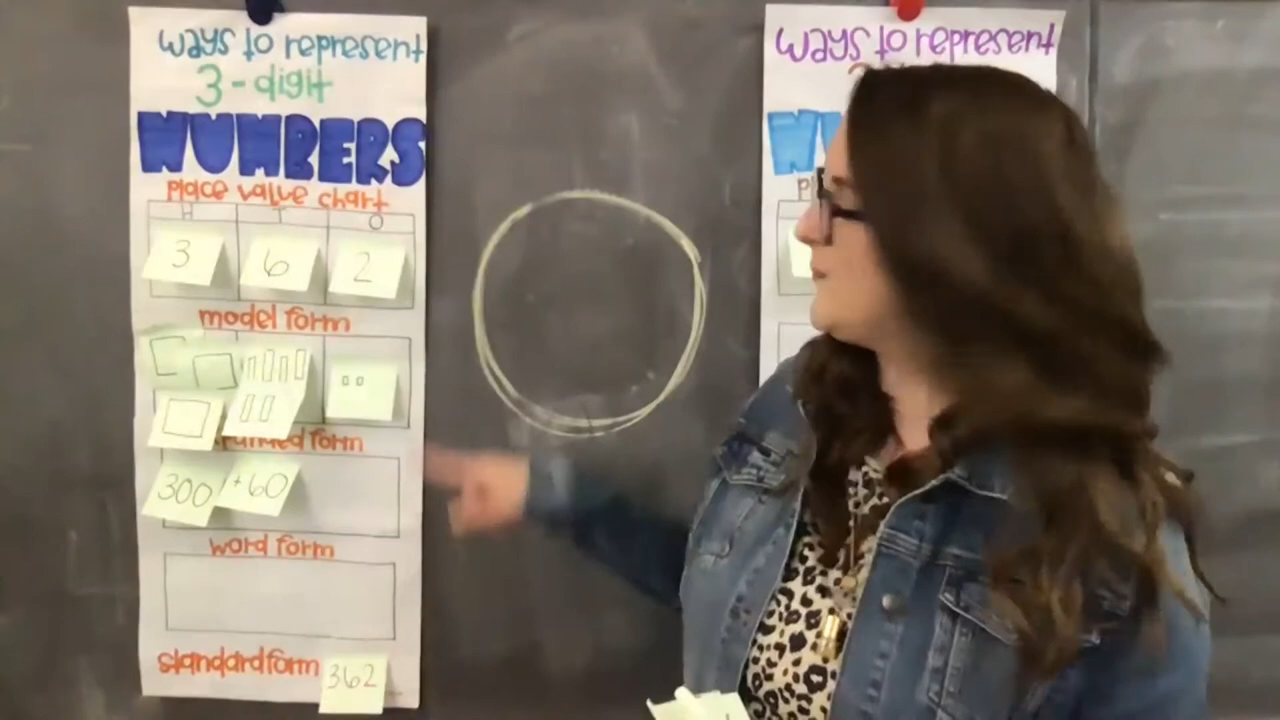 ways to represent
3-digit
NUMBERS
place value chart
H T O
3 6 2
model form
form
300 +60
word form
standard form 362
ways to represent